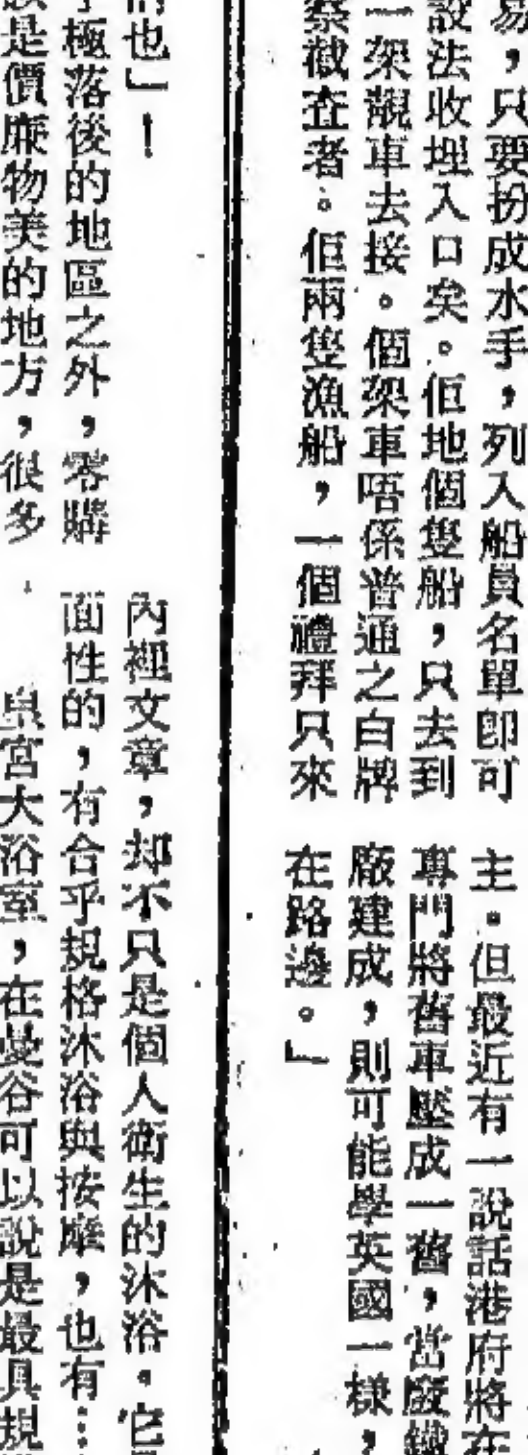 易，只要扮成水手，列入船員名單即可
設法收埋入口矣。佢地個隻船，只去到
一架靚車去接。個架車唔係普通之白牌
察截查者。佢兩隻漁船，一個禮拜只來
主。但最近有一說話港府將在
專門將舊車壓成一舊，當廢鐵
廠建成，則可能學英國一樣，
在路邊。」
也」！
極落後的地區之外，零購
是價廉物美的地方，很多
內裡文章，却不只是個人衛生的沐浴。它
面性的，有合乎規格沐浴與按摩，也有…
皇宮大浴室，在曼谷可以說是最具規